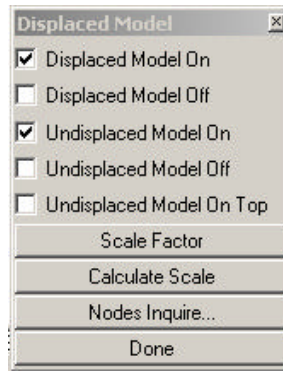 Displaced Model
Displaced Model On
Displaced Model Off
Undisplaced Model On
Undisplaced Model Off
Undisplaced Model On Top
Scale Factor
Calculate Scale
Nodes Inquire...
Done